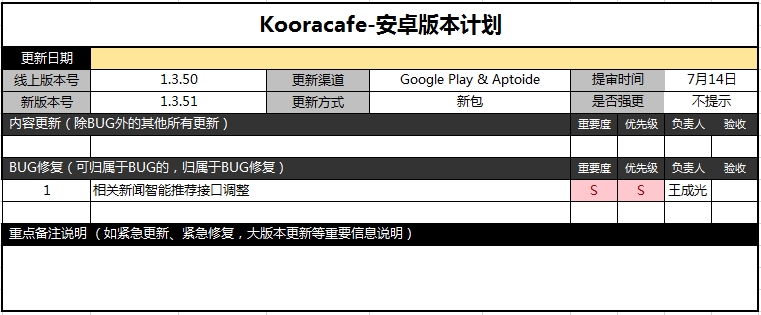 Kooracafe-安卓版本计划
更新日期
线上版本号 1.3.50 更新渠道 Google Play & Aptoide 提审时间 7月14日
新版本号 1.3.51 更新方式 新包 是否强更 不提示
内容更新（除BUG外的其他所有更新） 重要度 优先级 负责人 验收
BUG修复（可归属于BUG的，归属于BUG修复） 重要度 优先级 负责人 验收
1 相关新闻智能推荐接口调整 S S 王成光
重点备注说明 （如紧急更新、紧急修复，大版本更新等重要信息说明）